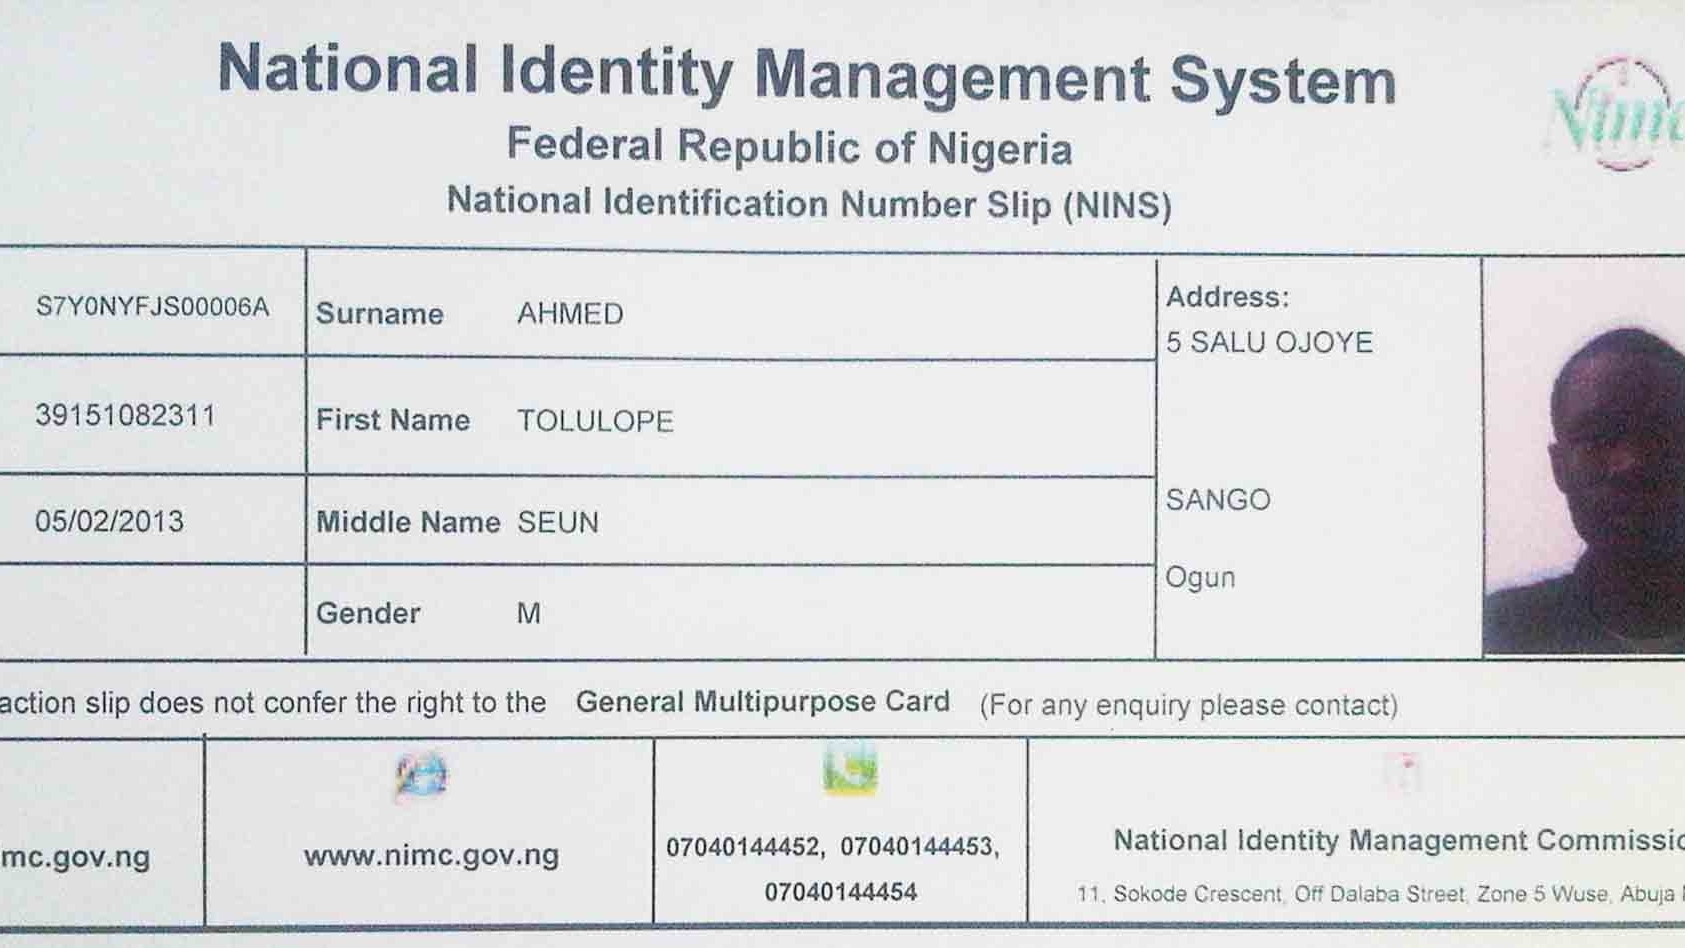 National Identity Management System
Federal Republic of Nigeria
National Identification Number Slip (NINS)
S7Y0NYFJS00006A
Surname AHMED
Address:
5 SALU OJOYE
39151082311
First Name TOLULOPE
05/02/2013
Middle Name SEUN
SANGO
Ogun
Gender M
action slip does not confer the right to the General Multipurpose Card (For any enquiry please contact)
mc.gov.ng
www.nimc.gov.ng
07040144452, 07040144453,
07040144454
National Identity Management Commissio
11, Sokode Crescent, Off Dalaba Street, Zone 5 Wuse, Abuja